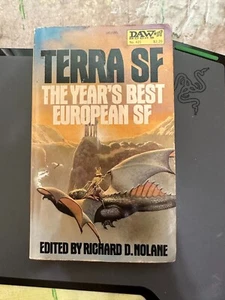 DAW
TERRA SF
THE YEAR'S BEST
EUROPEAN SF
EDITED BY RICHARD D. NOLANE